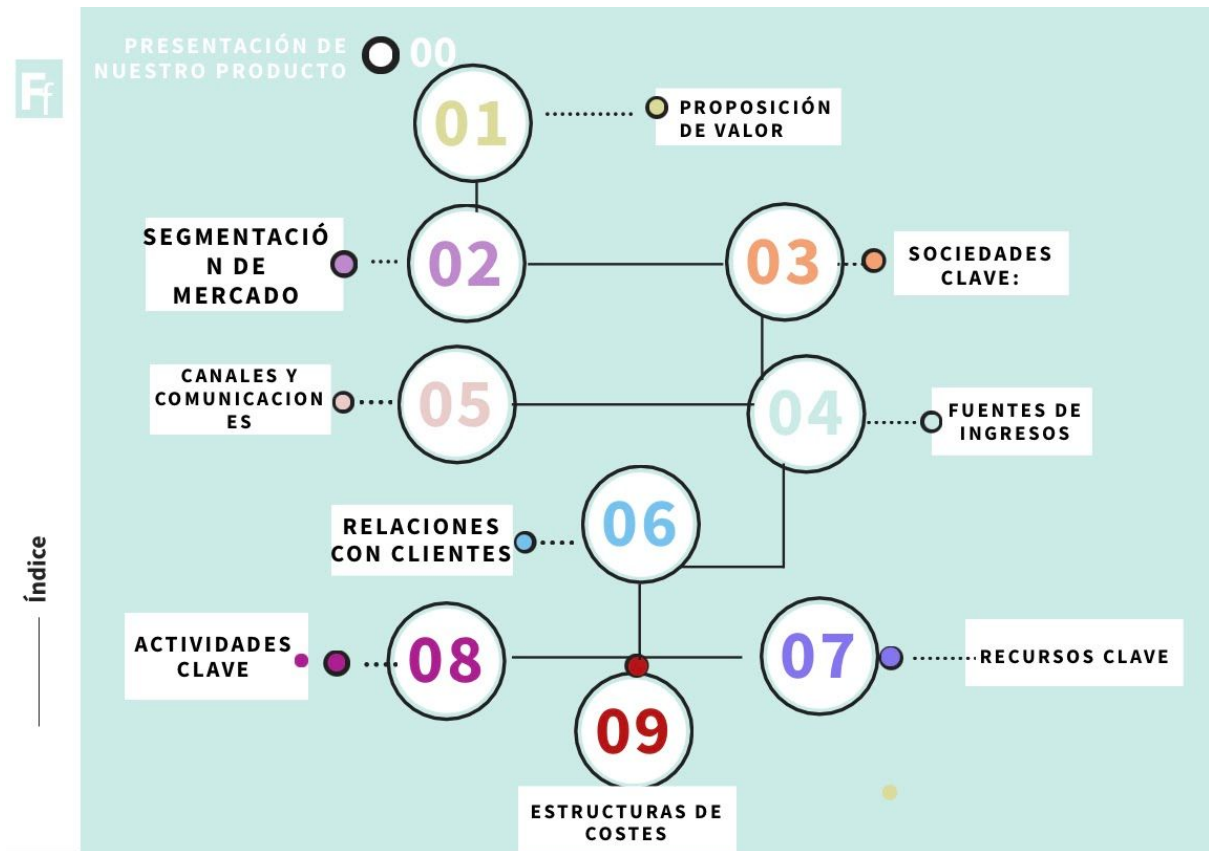 PRESENTACIÓN DE
NUESTRO PRODUCTO
00
Ff
01
PROPOSICIÓN
DE VALOR
SEGMENTACIÓ
N DE
MERCADO
02
03
SOCIEDADES
CLAVE:
CANALES Y
COMUNICACION
ES
05
04
FUENTES DE
INGRESOS
RELACIONES
CON CLIENTES
06
Índice
ACTIVIDADES
CLAVE
08
07
RECURSOS CLAVE
09
ESTRUCTURAS DE
COSTES